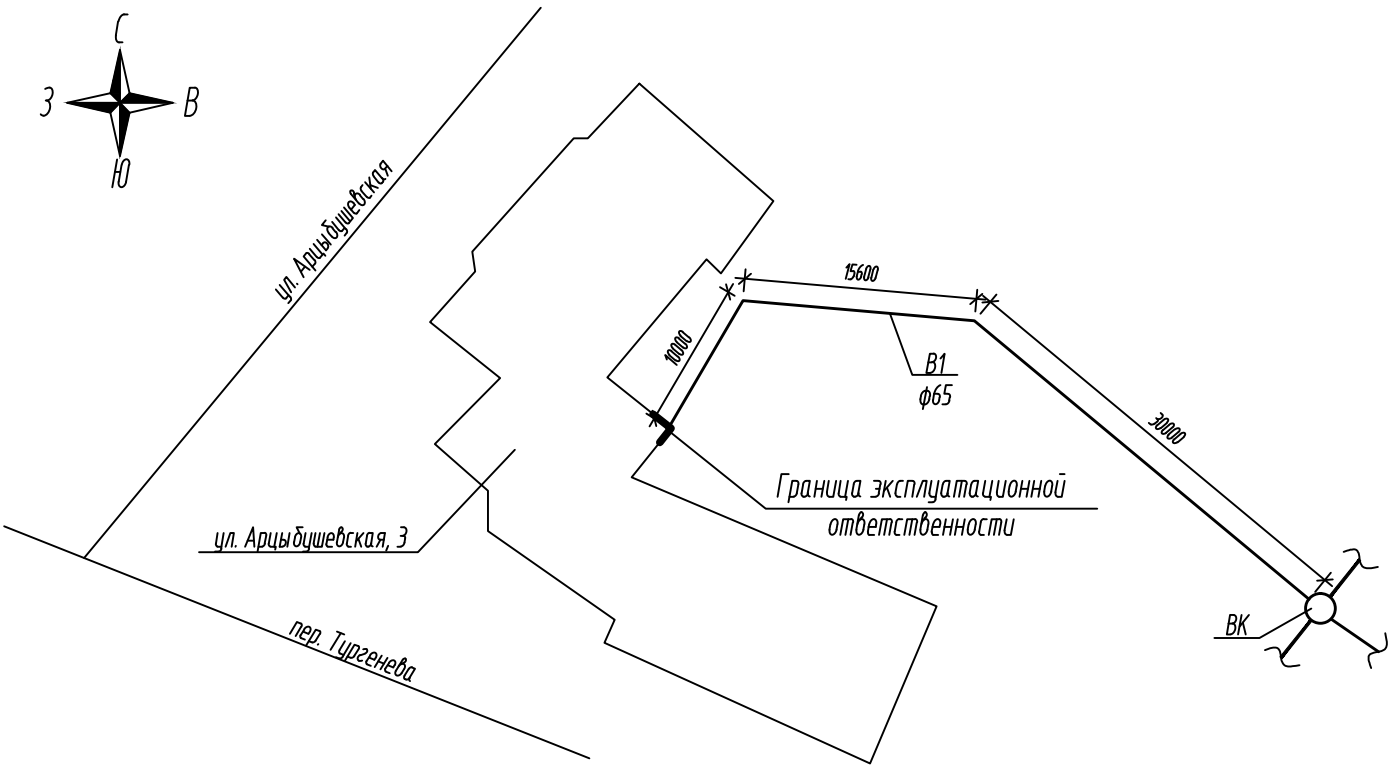 С
З
В
Ю
ул. Арцыбушевская
15600
10000
В1
ф65
30000
Граница эксплуатационной
ответственности
ул. Арцыбушевская, 3
ВК
пер. Тургенева